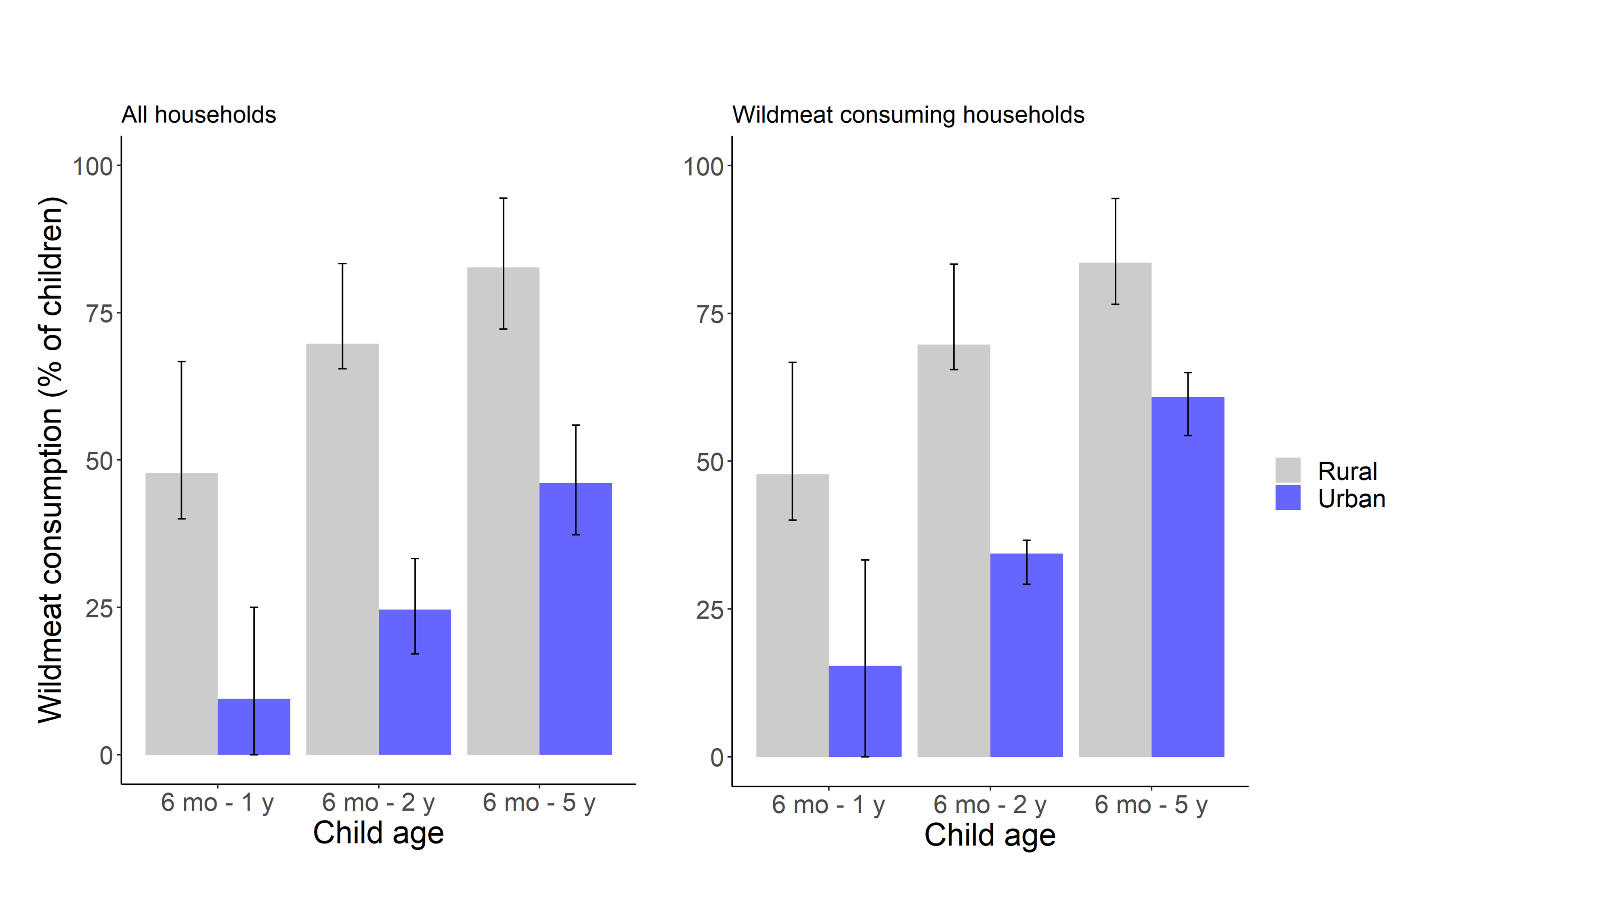 All households
Wildmeat consuming households
Wildmeat consumption (% of children)
100
75
50
25
0
6 mo - 1 y
6 mo - 2 y
6 mo - 5 y
Child age
100
75
50
25
0
6 mo - 1 y
6 mo - 2 y
6 mo - 5 y
Child age
Rural
Urban